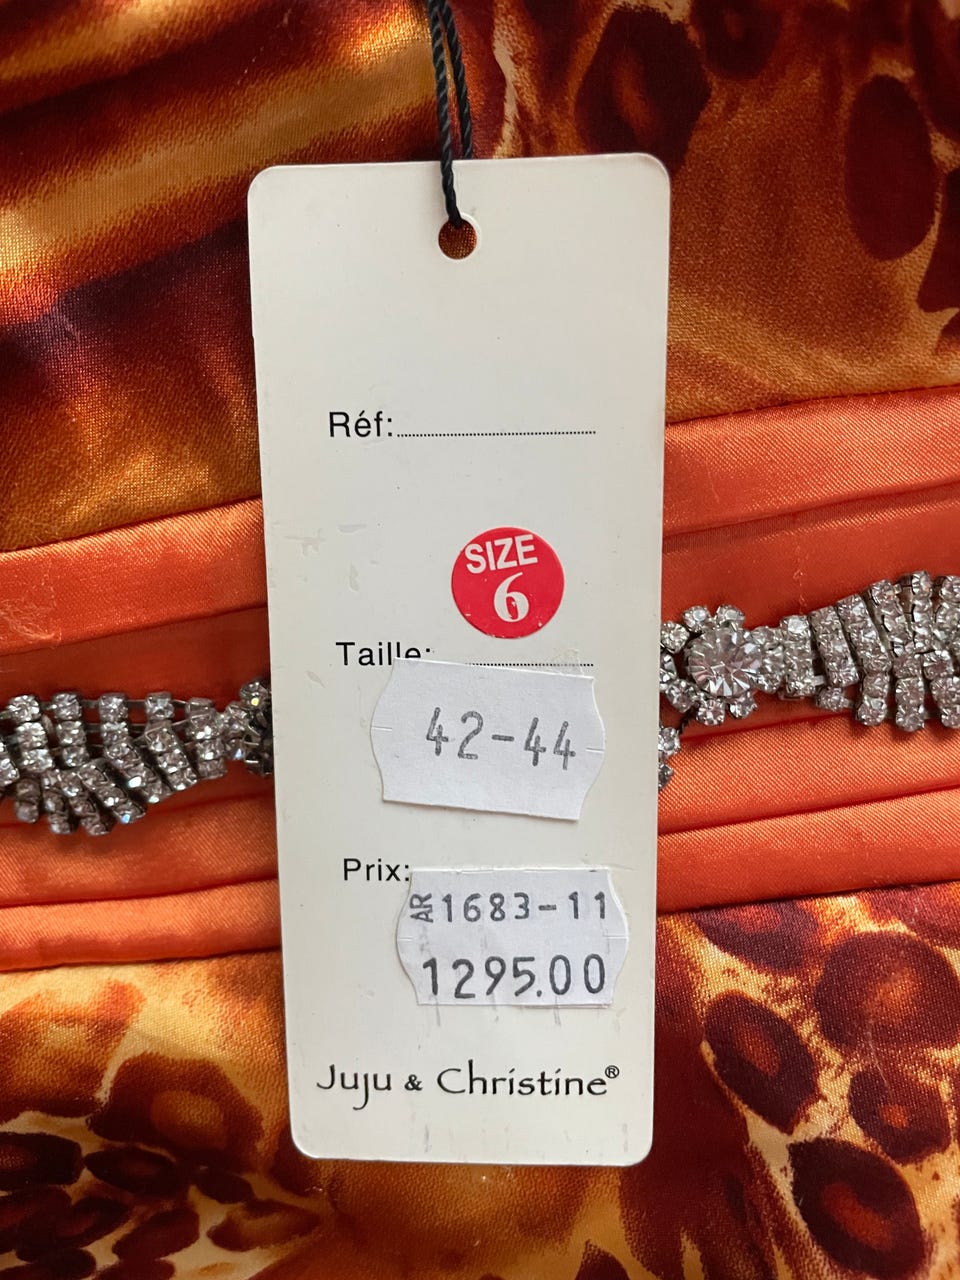 Réf:
SIZE
6
Taille:
42-44
Prix:
AR 1683-11
1295.00
Juju & Christine®